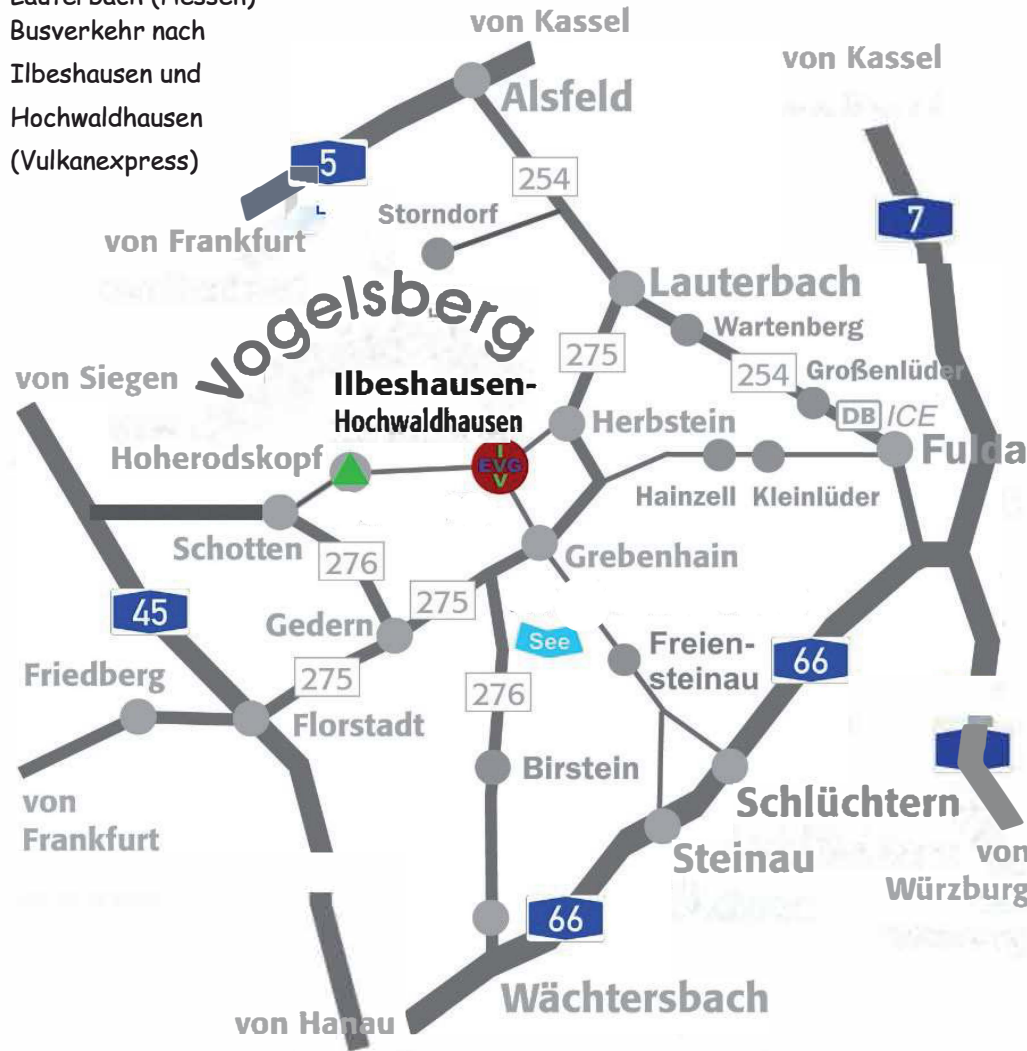 Lauterbach (Hessen)
Busverkehr nach
Ilbeshausen und
Hochwaldhausen
(Vulkanexpress)
von Kassel
von Kassel
Alsfeld
5
254
7
Storndorf
von Frankfurt
Lauterbach
vogelsberg
Wartenberg
275
von Siegen
254
Großenlüder
Ilbeshausen-
Hochwaldhausen
DB ICE
Herbstein
Fulda
Hoherodskopf
I
EVG
V
Hainzell
Kleinlüder
Schotten
Grebenhain
276
45
275
Gedern
See
Freien-
steinau
66
Friedberg
275
276
Florstadt
Birstein
von
Frankfurt
Schlüchtern
Steinau
von
Würzburg
66
Wächtersbach
von Hanau